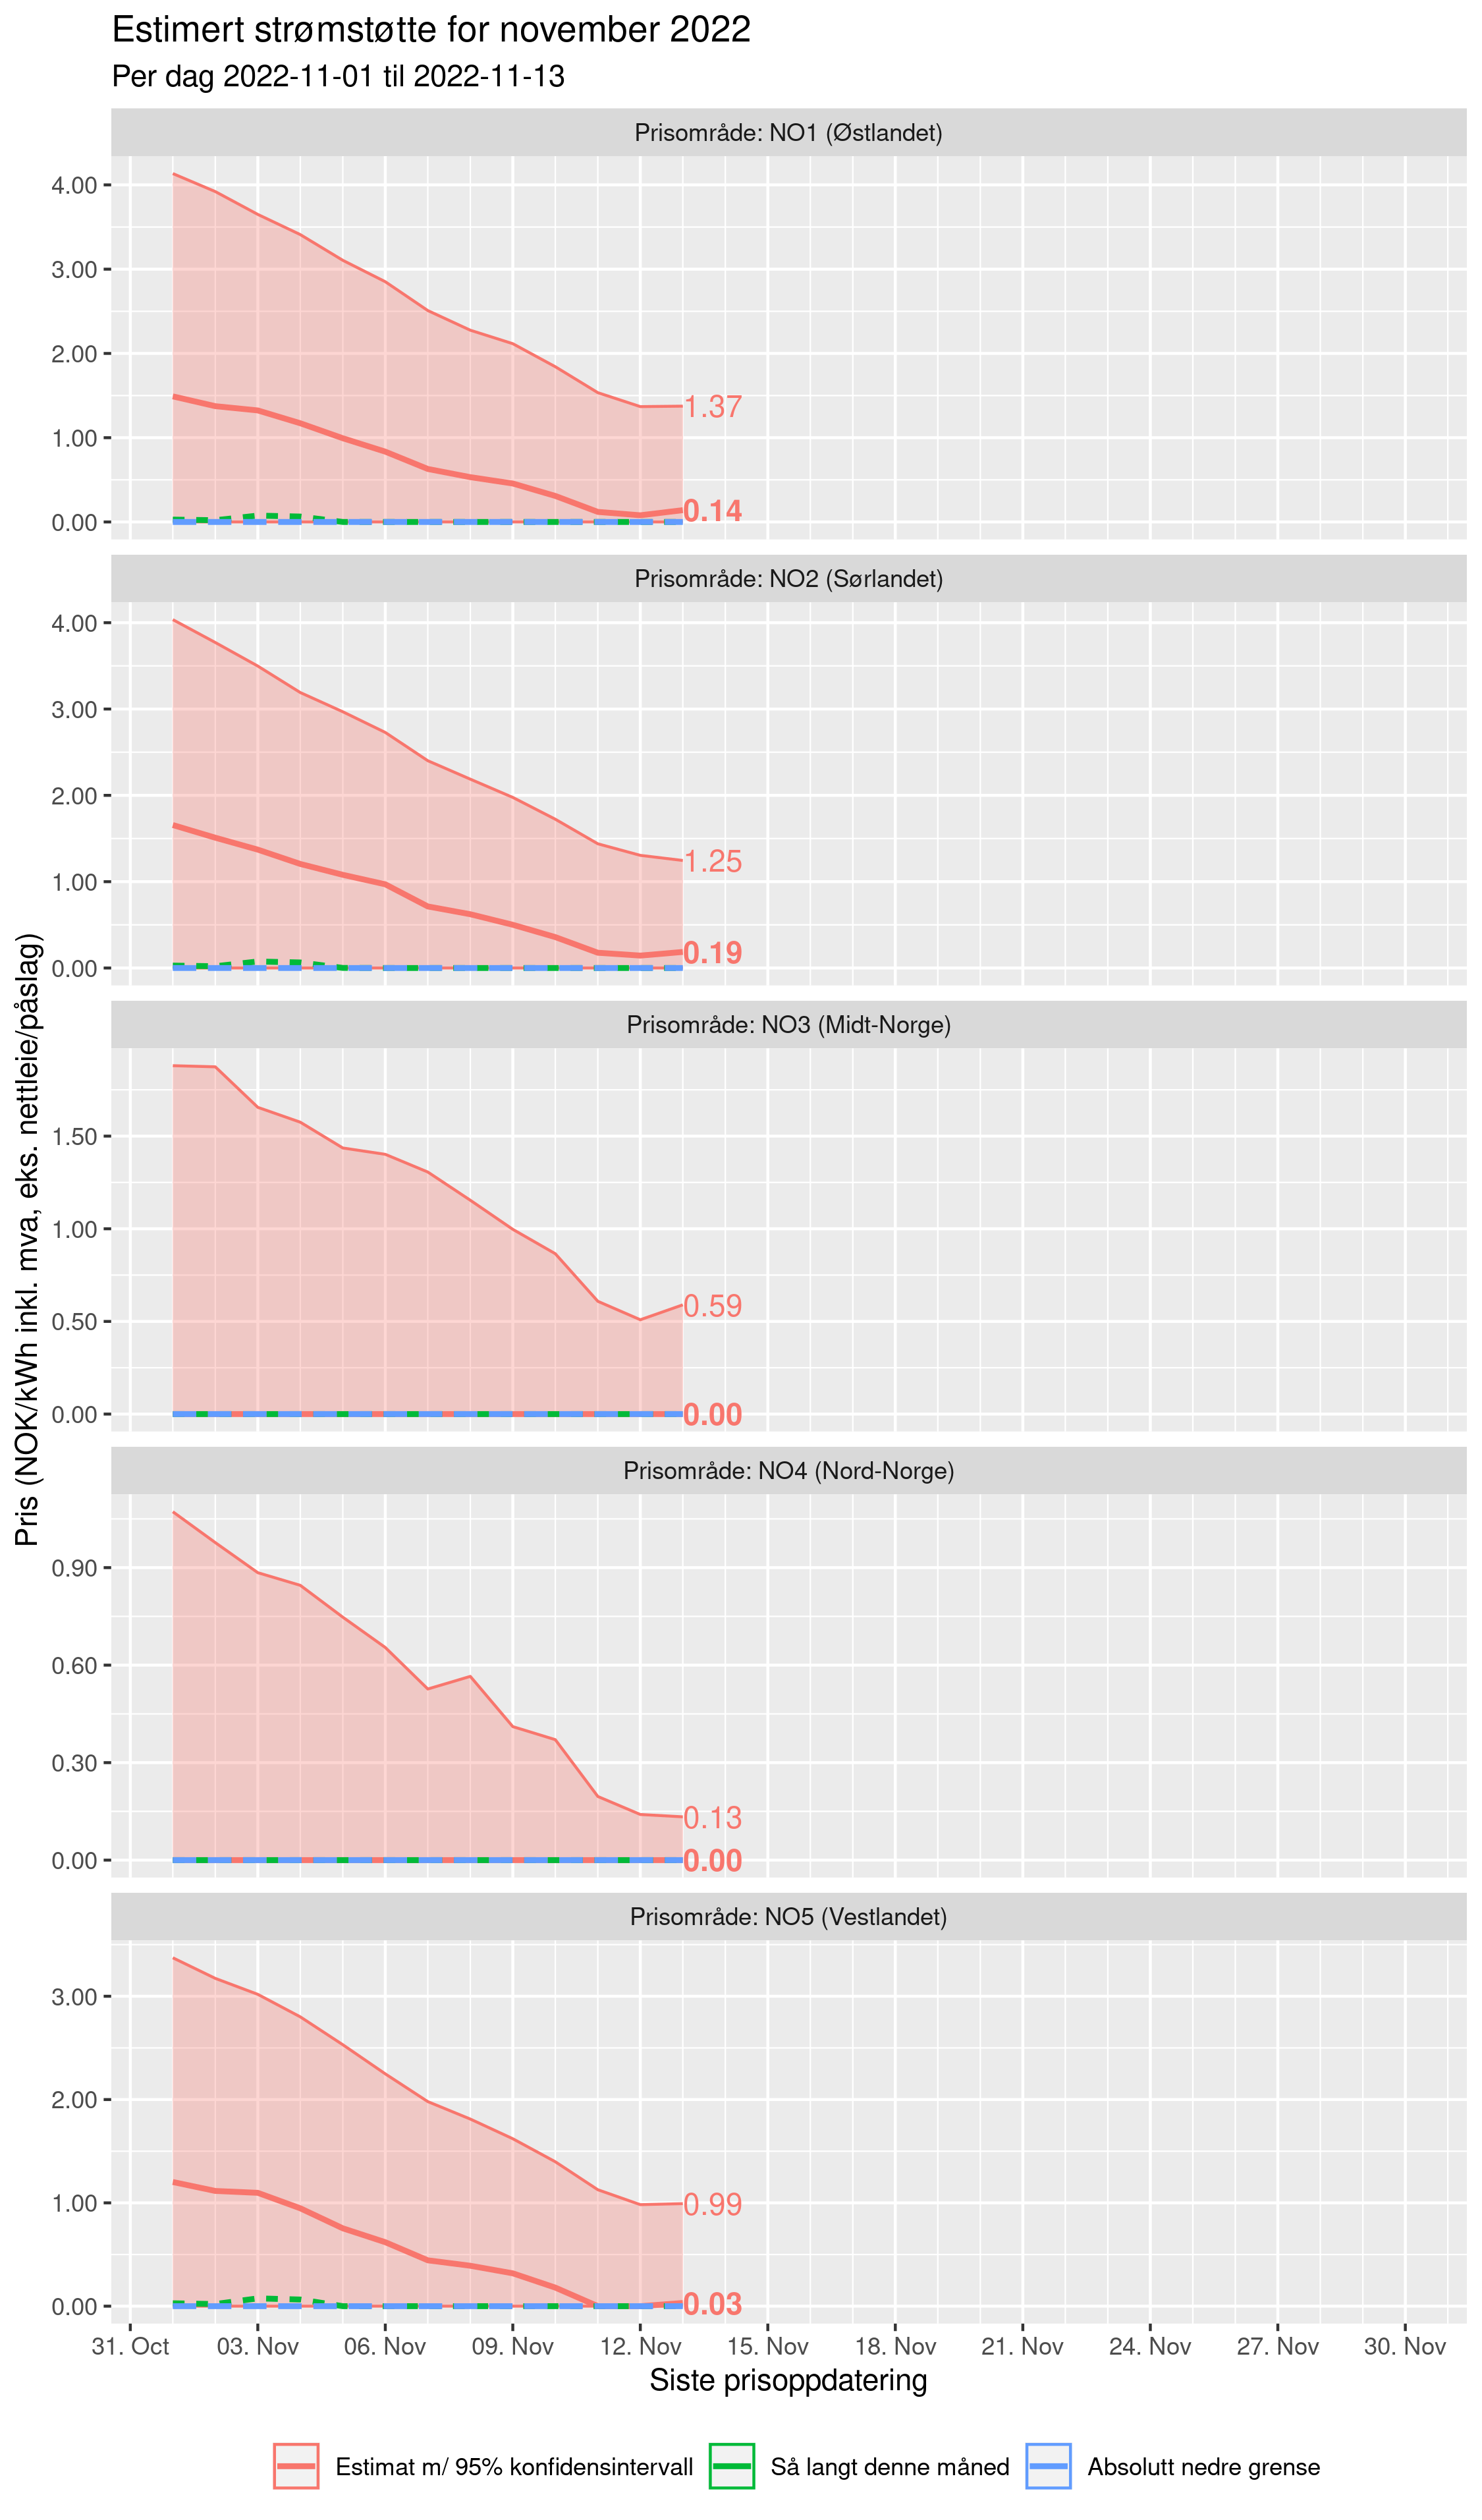 Estimert strømstøtte for november 2022
Per dag 2022-11-01 til 2022-11-13
Pris (NOK/kWh inkl. mva, eks. nettleie/påslag)
Prisområde: NO1 (Østlandet)
4.00
3.00
2.00
1.00
0.00
1.37
0.14
Prisområde: NO2 (Sørlandet)
4.00
3.00
2.00
1.00
0.00
1.25
0.19
Prisområde: NO3 (Midt-Norge)
1.50
1.00
0.50
0.00
0.59
0.00
Prisområde: NO4 (Nord-Norge)
0.90
0.60
0.30
0.00
0.13
0.00
Prisområde: NO5 (Vestlandet)
3.00
2.00
1.00
0.00
0.99
0.03
31. Oct 03. Nov 06. Nov 09. Nov 12. Nov 15. Nov 18. Nov 21. Nov 24. Nov 27. Nov 30. Nov
Siste prisoppdatering
Estimat m/ 95% konfidensintervall Så langt denne måned Absolutt nedre grense